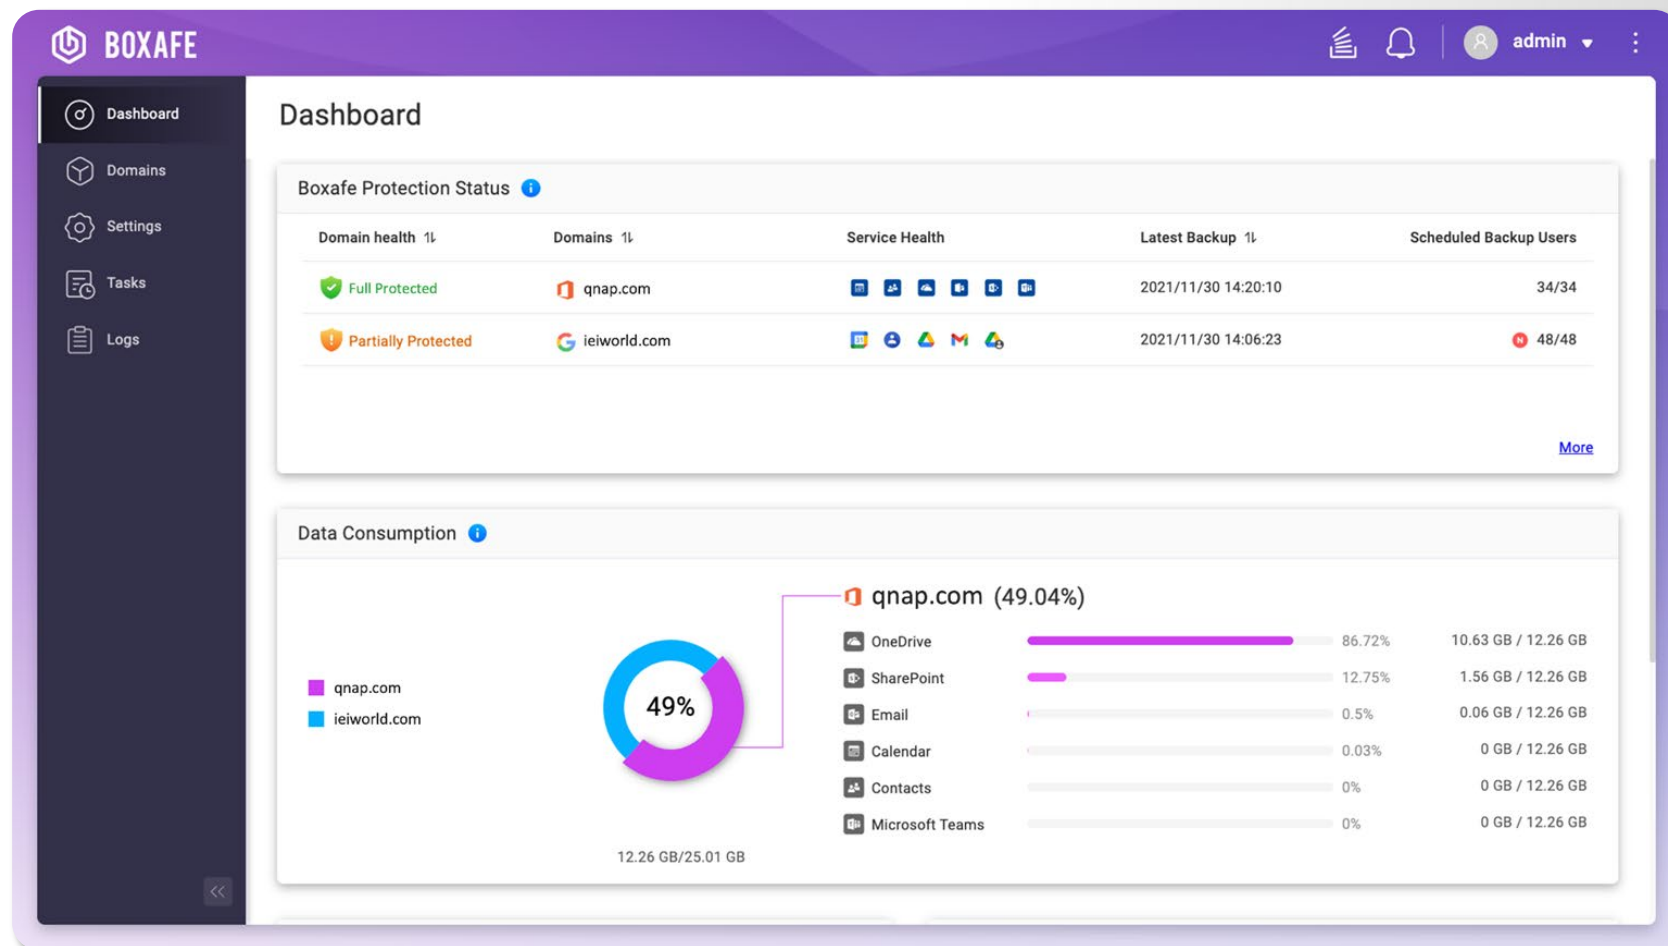 BOXAFE
admin
Dashboard
Domains
Settings
Tasks
Logs
Dashboard
Boxafe Protection Status
Domain health Domains Service Health Latest Backup Scheduled Backup Users
Full Protected qnap.com 2021/11/30 14:20:10 34/34
Partially Protected ieiworld.com 2021/11/30 14:06:23 N 48/48
More
Data Consumption
qnap.com
ieiworld.com
49%
12.26 GB/25.01 GB
qnap.com (49.04%)
OneDrive 86.72% 10.63 GB / 12.26 GB
SharePoint 12.75% 1.56 GB / 12.26 GB
Email 0.5% 0.06 GB / 12.26 GB
Calendar 0.03% 0 GB / 12.26 GB
Contacts 0% 0 GB / 12.26 GB
Microsoft Teams 0% 0 GB / 12.26 GB